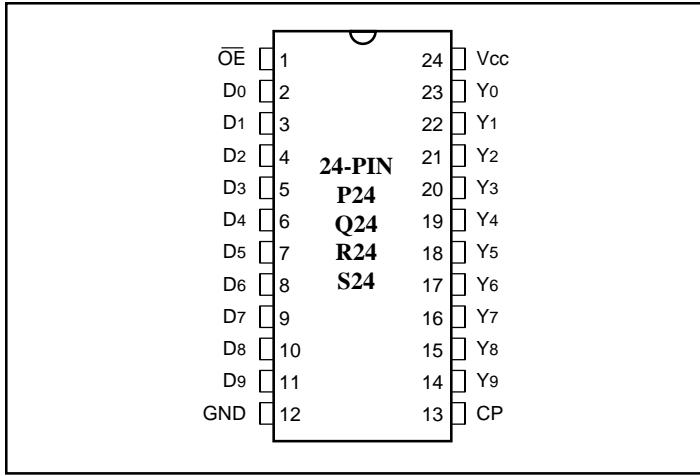 O̅E̅ 1 24 Vcc
D0 2 23 Y0
D1 3 22 Y1
D2 4 21 Y2
D3 5 20 Y3
D4 6 19 Y4
D5 7 18 Y5
D6 8 17 Y6
D7 9 16 Y7
D8 10 15 Y8
D9 11 14 Y9
GND 12 13 CP
24-PIN
P24
Q24
R24
S24